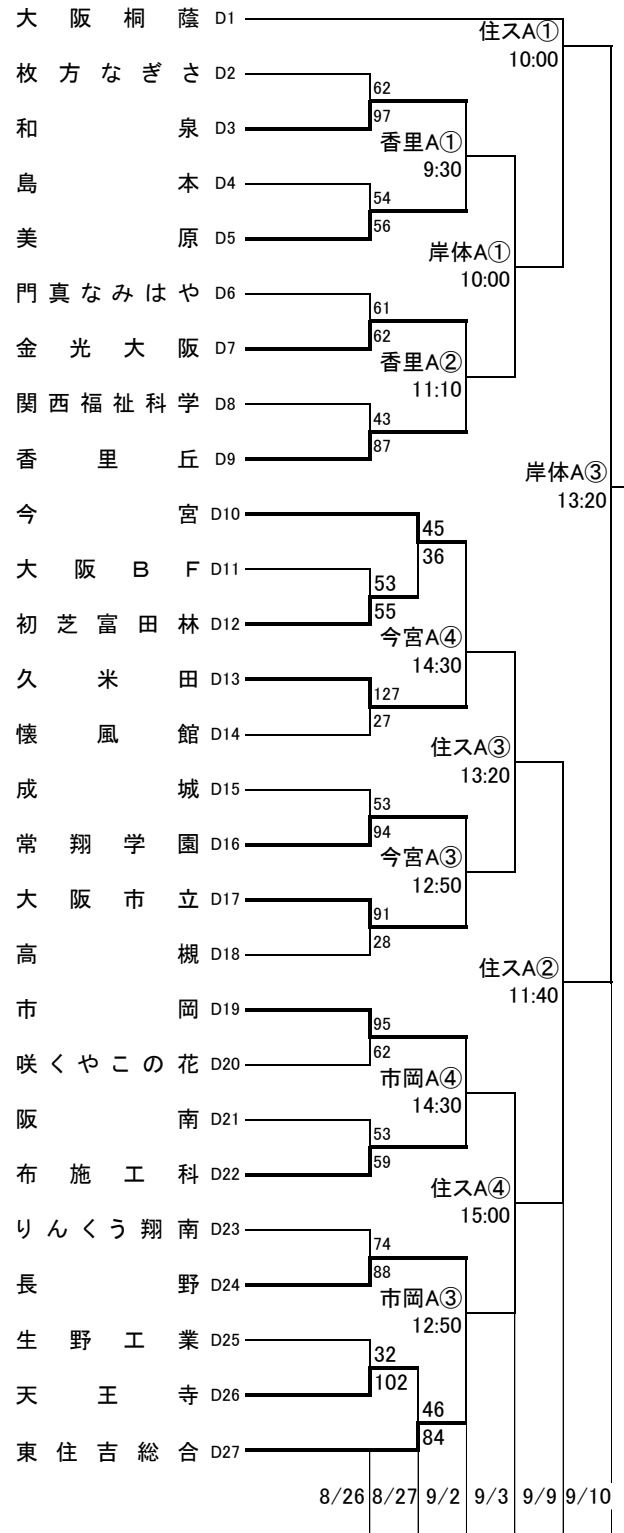 大阪桐蔭 D1
住スA①
10:00
枚方なぎさ D2
62
97
和泉 D3
香里A①
9:30
島本 D4
54
56
美原 D5
岸体A①
10:00
門真なみはや D6
61
62
金光大阪 D7
香里A②
11:10
関西福祉科学 D8
43
87
香里丘 D9
岸体A③
13:20
今宮 D10
45
36
大阪BF D11
53
55
初芝富田林 D12
今宮A④
14:30
久米田 D13
127
27
懐風館 D14
住スA③
13:20
成城 D15
53
94
常翔学園 D16
今宮A③
12:50
大阪市立 D17
91
28
高槻 D18
住スA②
11:40
市岡 D19
95
62
咲くやこの花 D20
市岡A④
14:30
阪南 D21
53
59
布施工科 D22
住スA④
15:00
りんくう翔南 D23
74
88
長野 D24
市岡A③
12:50
生野工業 D25
32
102
天王寺 D26
46
84
東住吉総合 D27
8/26 8/27 9/2 9/3 9/9 9/10